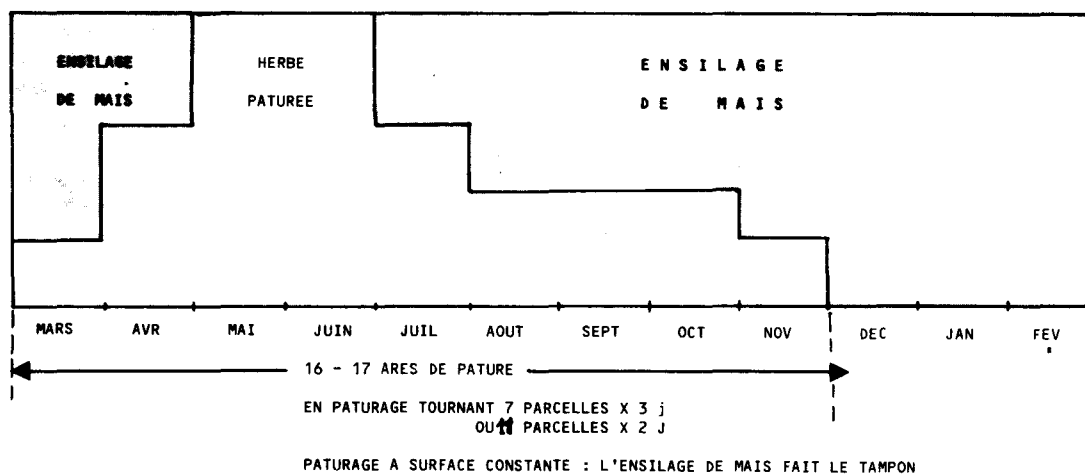 ENSILAGE
DE MAIS
HERBE
PATUREE
E N S I L A G E
D E M A I S
MARS AVR MAI JUIN JUIL AOUT SEPT OCT NOV DEC JAN FEV
16 - 17 ARES DE PATURE
EN PATURAGE TOURNANT 7 PARCELLES X 3 j
OU 11 PARCELLES X 2 J
PATURAGE A SURFACE CONSTANTE : L'ENSILAGE DE MAIS FAIT LE TAMPON